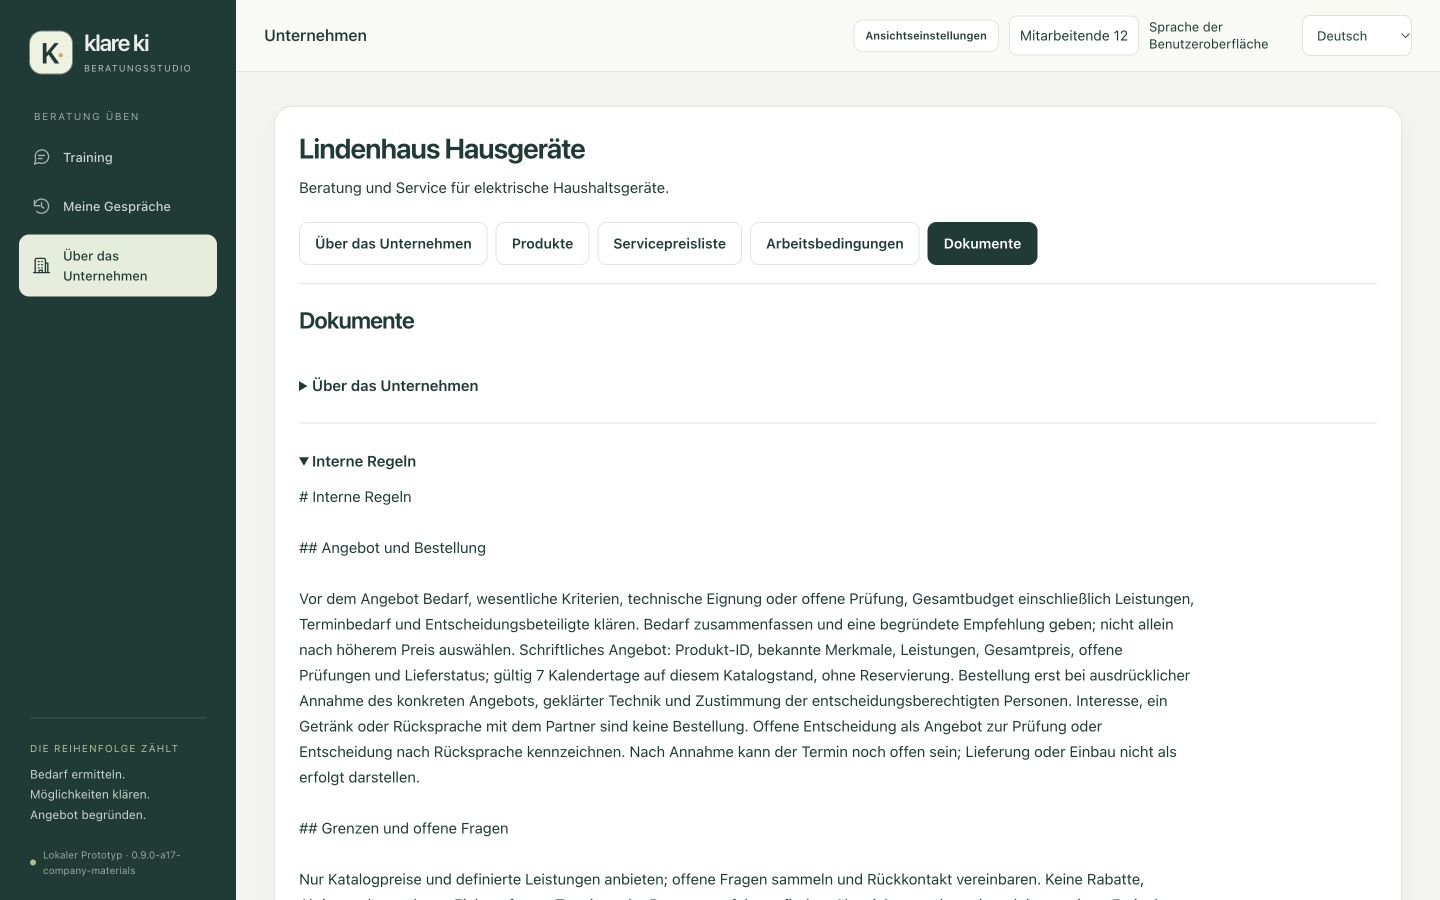 K
klare ki
BERATUNGSSTUDIO
BERATUNG ÜBEN
Training
Meine Gespräche
Über das
Unternehmen
DIE REIHENFOLGE ZÄHLT
Bedarf ermitteln.
Möglichkeiten klären.
Angebot begründen.
Lokaler Prototyp · 0.9.0-a17-
company-materials
Unternehmen
Ansichtseinstellungen
Mitarbeitende 12
Sprache der
Benutzeroberfläche
Deutsch
Lindenhaus Hausgeräte
Beratung und Service für elektrische Haushaltsgeräte.
Über das Unternehmen
Produkte
Servicepreisliste
Arbeitsbedingungen
Dokumente
Dokumente
Über das Unternehmen
Interne Regeln
# Interne Regeln
## Angebot und Bestellung
Vor dem Angebot Bedarf, wesentliche Kriterien, technische Eignung oder offene Prüfung, Gesamtbudget einschließlich Leistungen,
Terminbedarf und Entscheidungsbeteiligte klären. Bedarf zusammenfassen und eine begründete Empfehlung geben; nicht allein
nach höherem Preis auswählen. Schriftliches Angebot: Produkt-ID, bekannte Merkmale, Leistungen, Gesamtpreis, offene
Prüfungen und Lieferstatus; gültig 7 Kalendertage auf diesem Katalogstand, ohne Reservierung. Bestellung erst bei ausdrücklicher
Annahme des konkreten Angebots, geklärter Technik und Zustimmung der entscheidungsberechtigten Personen. Interesse, ein
Getränk oder Rücksprache mit dem Partner sind keine Bestellung. Offene Entscheidung als Angebot zur Prüfung oder
Entscheidung nach Rücksprache kennzeichnen. Nach Annahme kann der Termin noch offen sein; Lieferung oder Einbau nicht als
erfolgt darstellen.
## Grenzen und offene Fragen
Nur Katalogpreise und definierte Leistungen anbieten; offene Fragen sammeln und Rückkontakt vereinbaren. Keine Rabatte,